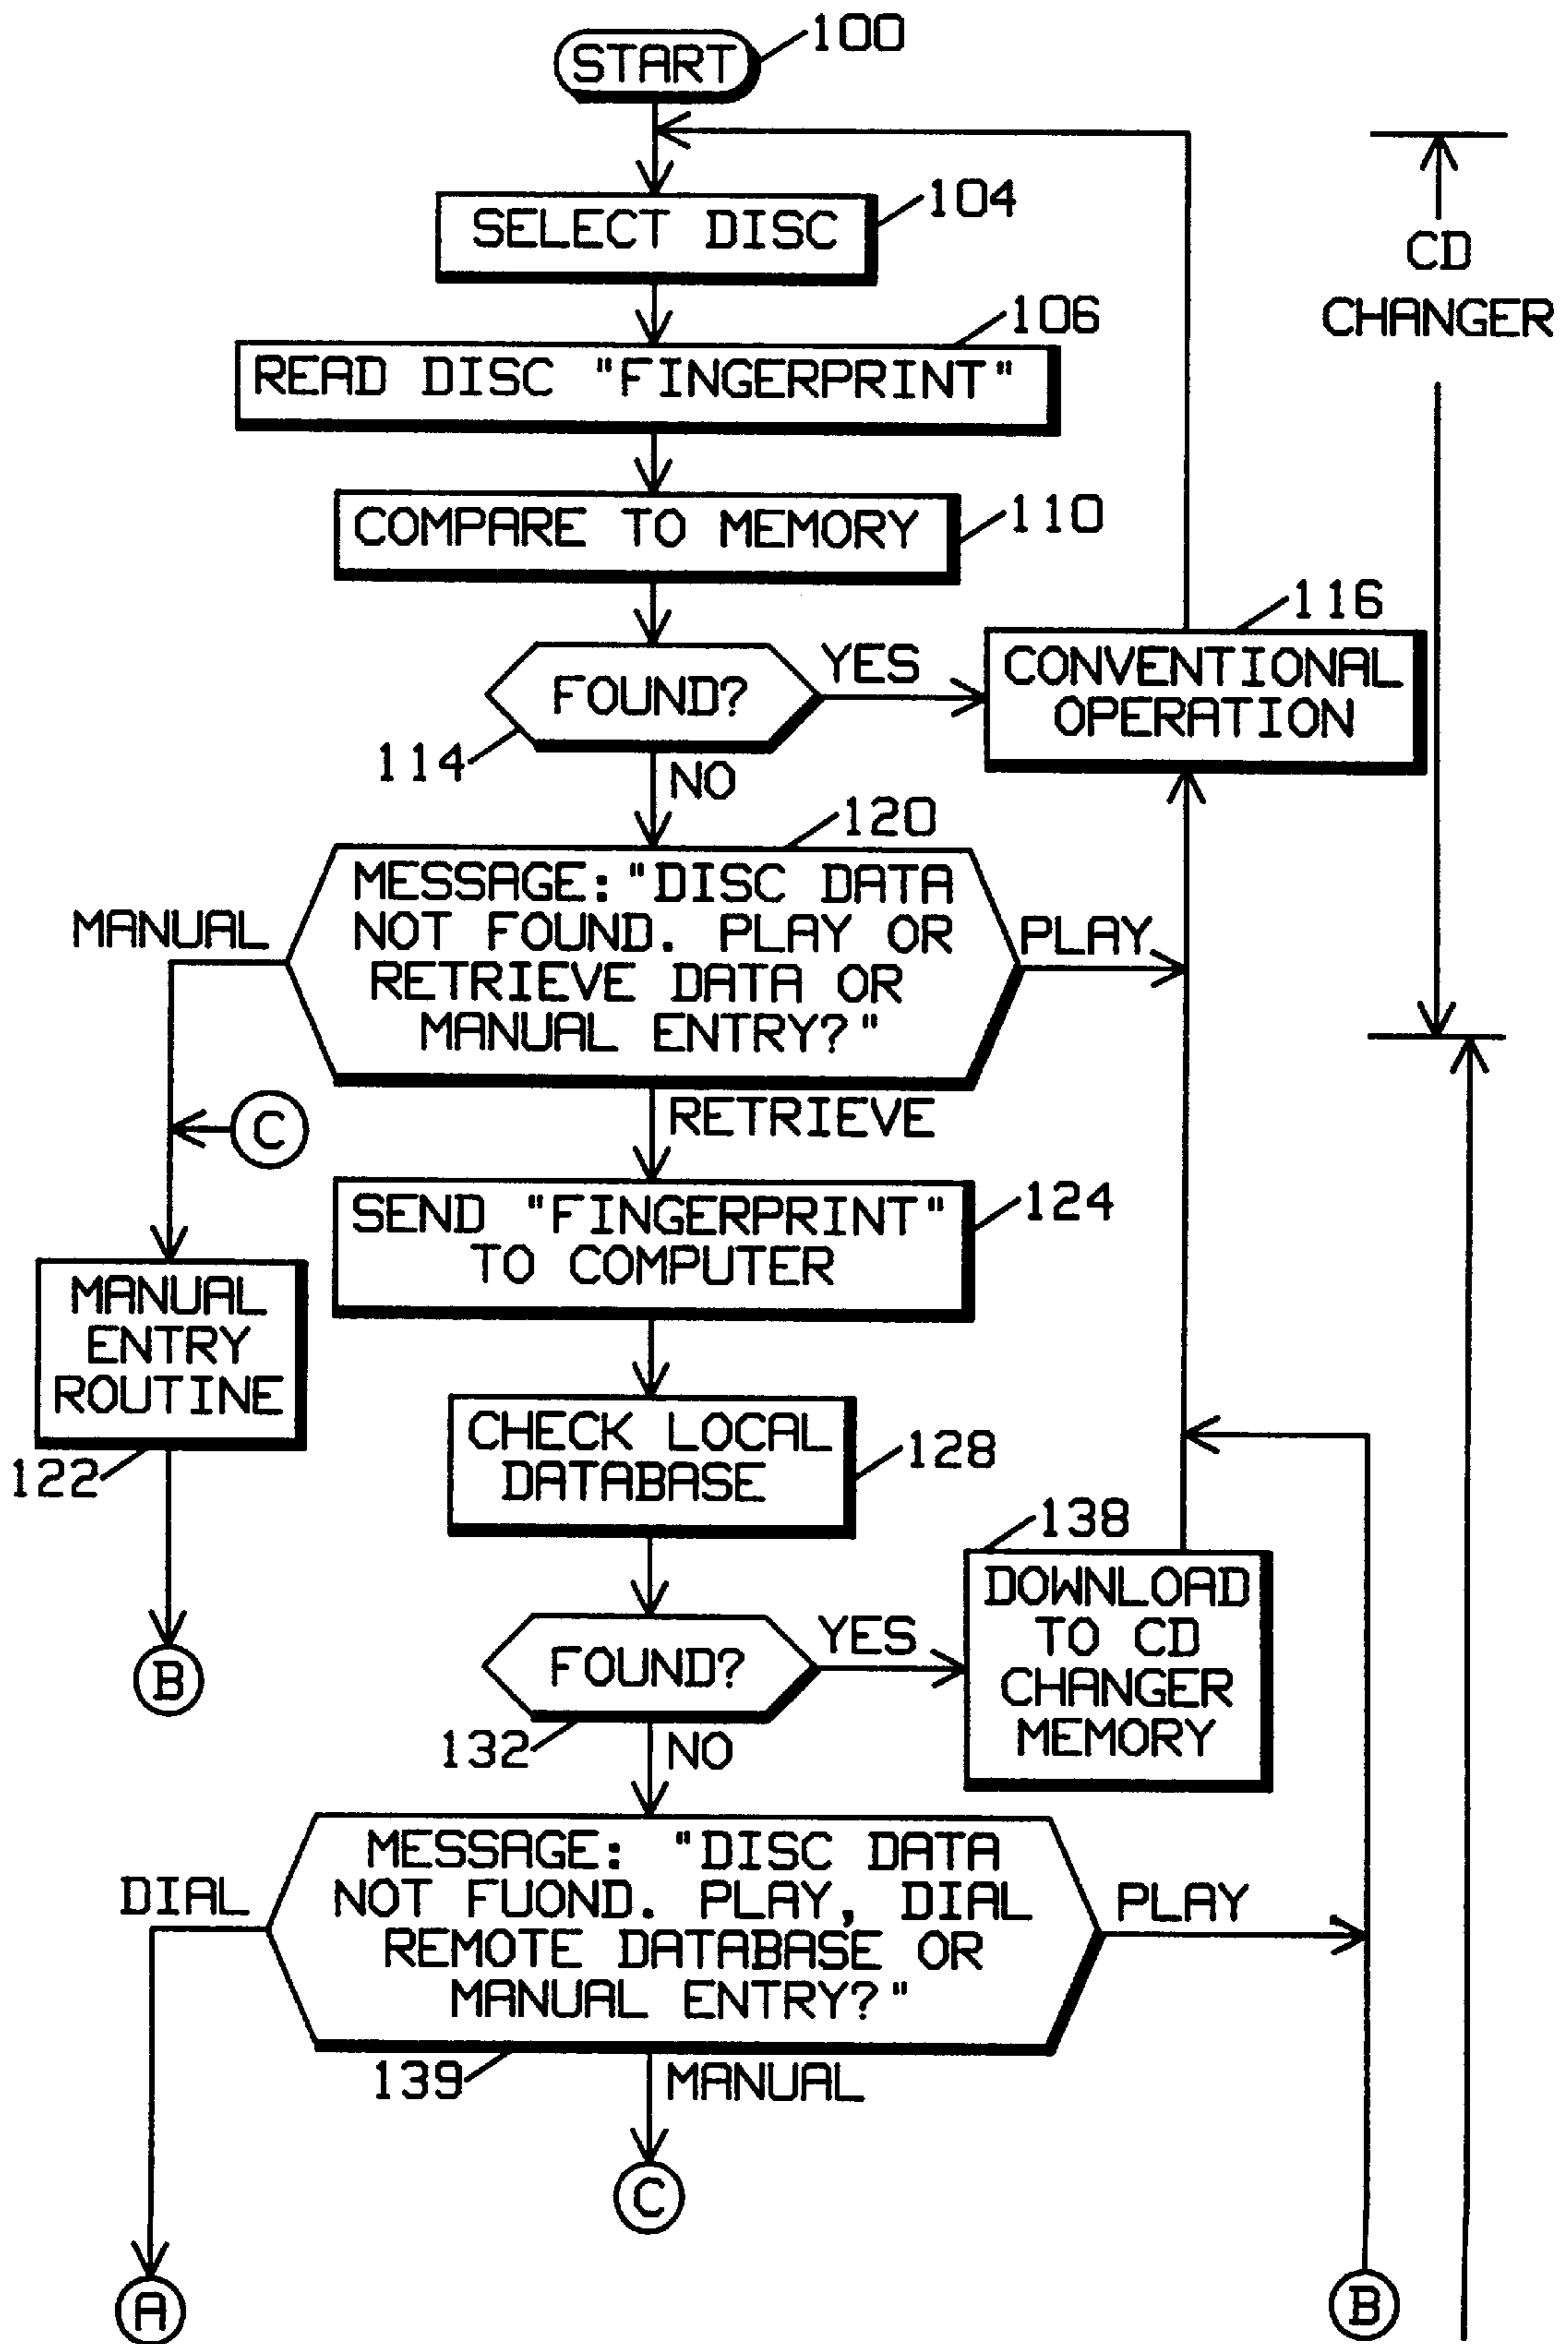 START
100
SELECT DISC
104
CD
CHANGER
READ DISC "FINGERPRINT"
106
COMPARE TO MEMORY
110
FOUND?
114
YES
NO
CONVENTIONAL
OPERATION
116
120
MESSAGE:"DISC DATA
NOT FOUND. PLAY OR
RETRIEVE DATA OR
MANUAL ENTRY?"
MANUAL
PLAY
RETRIEVE
C
SEND "FINGERPRINT"
TO COMPUTER
124
MANUAL
ENTRY
ROUTINE
122
CHECK LOCAL
DATABASE
128
138
DOWNLOAD
TO CD
CHANGER
MEMORY
FOUND?
YES
132
NO
B
MESSAGE: "DISC DATA
NOT FUOND. PLAY, DIAL
REMOTE DATABASE OR
MANUAL ENTRY?"
DIAL
PLAY
139
MANUAL
C
A
B